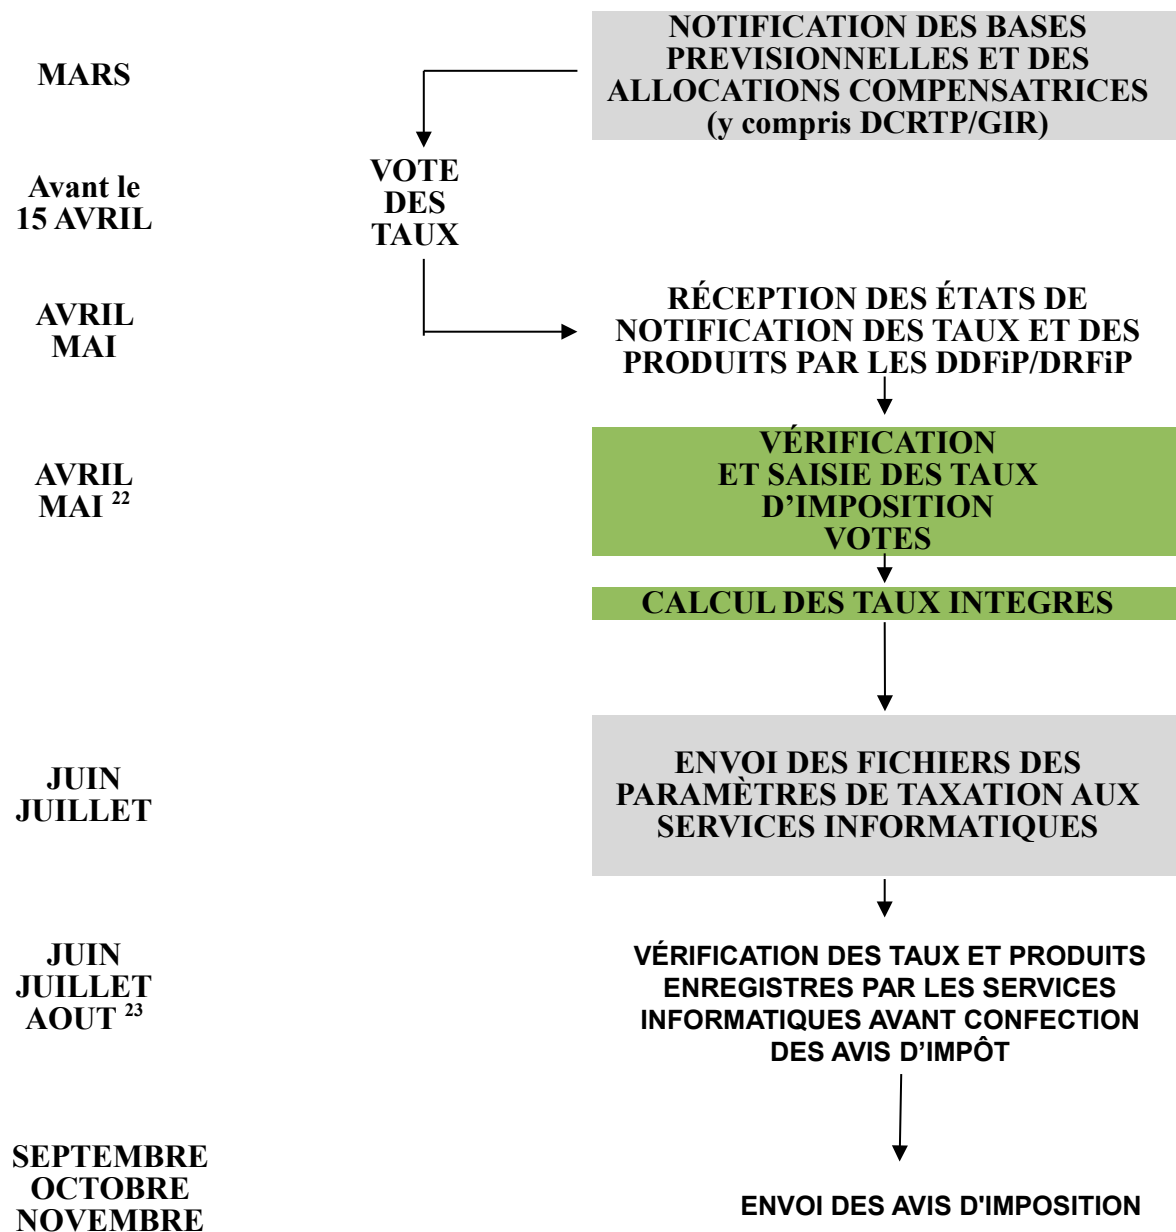 MARS
NOTIFICATION DES BASES
PREVISIONNELLES ET DES
ALLOCATIONS COMPENSATRICES
(y compris DCRTP/GIR)
Avant le
15 AVRIL
VOTE
DES
TAUX
AVRIL
MAI
RÉCEPTION DES ÉTATS DE
NOTIFICATION DES TAUX ET DES
PRODUITS PAR LES DDFiP/DRFiP
AVRIL
MAI 22
VÉRIFICATION
ET SAISIE DES TAUX
D’IMPOSITION
VOTES
CALCUL DES TAUX INTEGRES
JUIN
JUILLET
ENVOI DES FICHIERS DES
PARAMÈTRES DE TAXATION AUX
SERVICES INFORMATIQUES
JUIN
JUILLET
AOUT 23
VÉRIFICATION DES TAUX ET PRODUITS
ENREGISTRES PAR LES SERVICES
INFORMATIQUES AVANT CONFECTION
DES AVIS D’IMPÔT
SEPTEMBRE
OCTOBRE
NOVEMBRE
ENVOI DES AVIS D'IMPOSITION